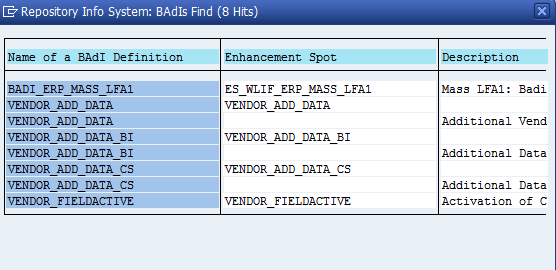 Repository Info System: BAdIs Find (8 Hits)
Name of a BAdI Definition Enhancement Spot Description
BADI_ERP_MASS_LFA1 ES_WLIF_ERP_MASS_LFA1 Mass LFA1: Badi
VENDOR_ADD_DATA VENDOR_ADD_DATA
VENDOR_ADD_DATA Additional Vend
VENDOR_ADD_DATA_BI VENDOR_ADD_DATA_BI
VENDOR_ADD_DATA_BI Additional Data
VENDOR_ADD_DATA_CS VENDOR_ADD_DATA_CS
VENDOR_ADD_DATA_CS Additional Data
VENDOR_FIELDACTIVE VENDOR_FIELDACTIVE Activation of C